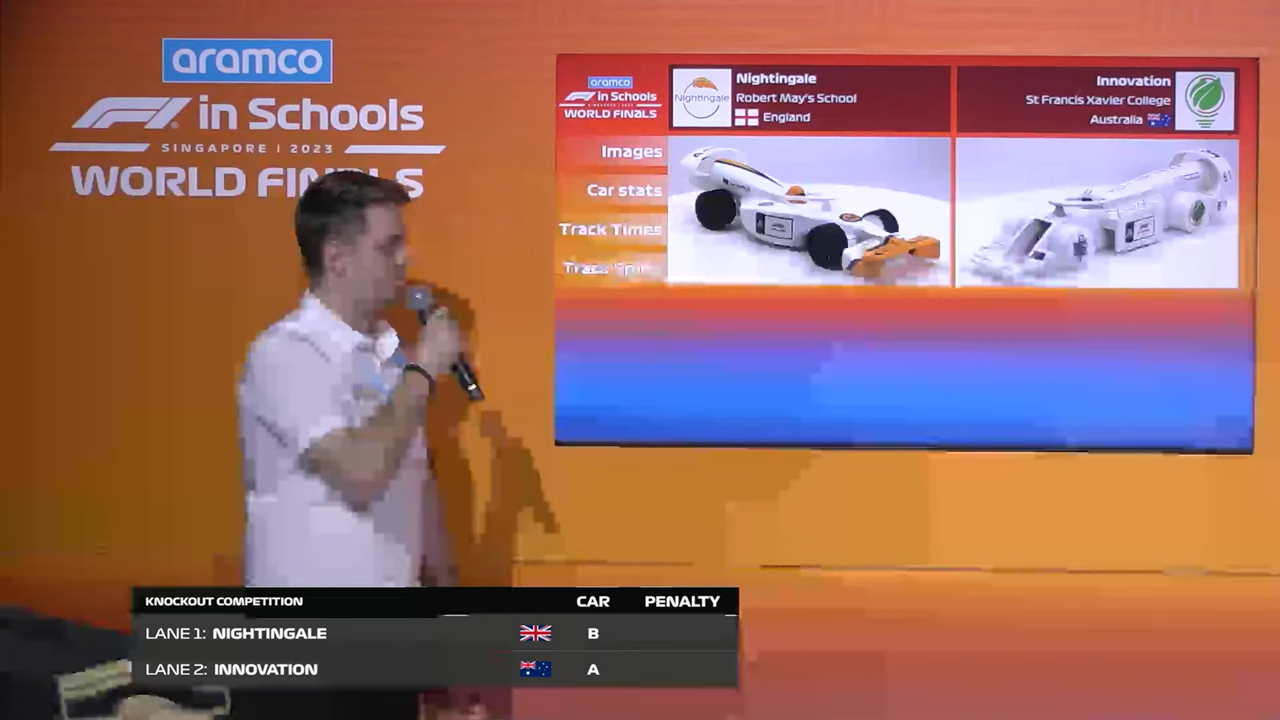 aramco
F1 in Schools
SINGAPORE | 2023
WORLD FINALS
aramco
F1 in Schools
WORLD FINALS
Nightingale
Nightingale
Robert May's School
England
Innovation
St Francis Xavier College
Australia
Images
Car stats
Track Times
KNOCKOUT COMPETITION CAR PENALTY
LANE 1: NIGHTINGALE B
LANE 2: INNOVATION A